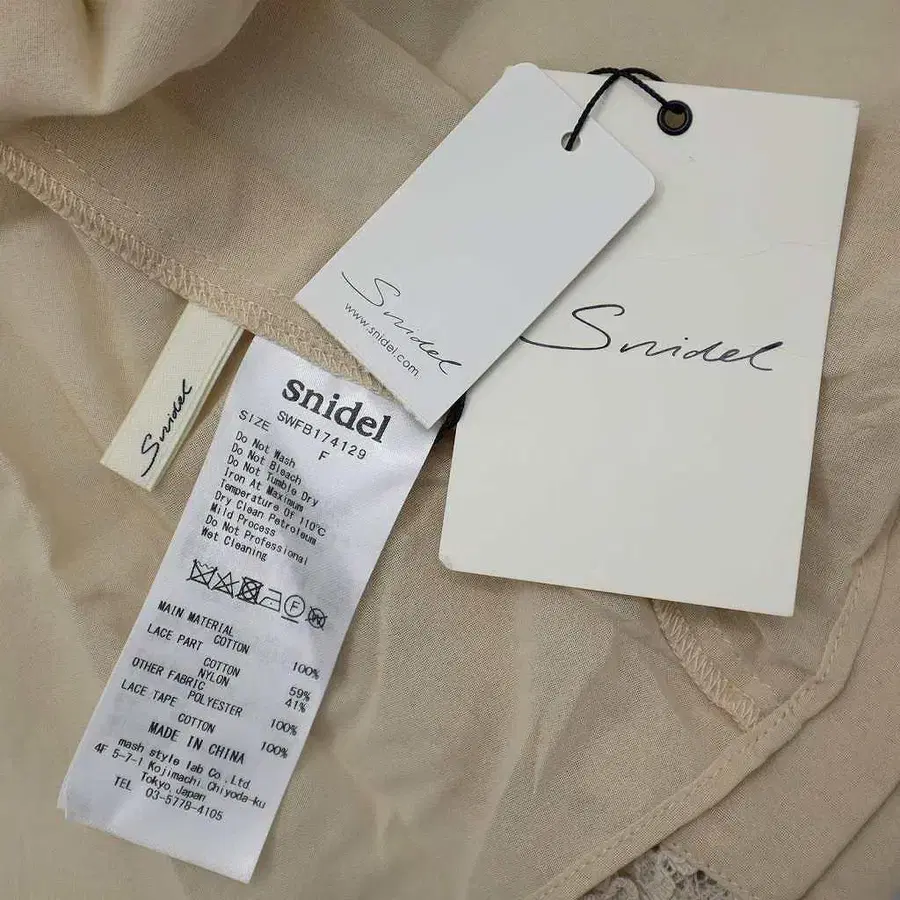 Snidel
www.snidel.com.
Snidel
Snidel
snidel
SWFB174129
SIZE F
Do Not Wash
Do Not Bleach
Do Not Tumble Dry
Iron At Maximum
Temperature Of 110℃
Dry Clean Petroleum
Mild Process
Do Not Professional
Wet Cleaning
F
W
MAIN MATERIAL
COTTON 100%
LACE PART
COTTON 59%
NYLON 41%
OTHER FABRIC
POLYESTER 100%
LACE TAPE
COTTON 100%
MADE IN CHINA
mash style lab Co.,Ltd.
4F 5-7-1 Kojimachi,Chiyoda-ku
Tokyo,Japan
TEL 03-5778-4105